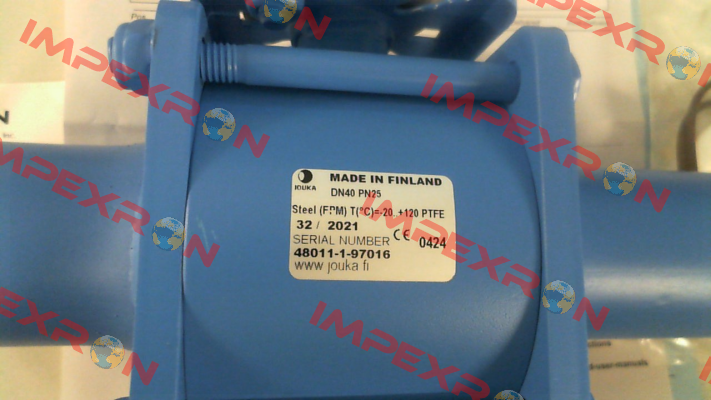 IMPEXRON
MADE IN FINLAND
JOUKA
DN40 PN25
Steel (FPM) T(°C)=-20..+120 PTFE
32 / 2021
SERIAL NUMBER CE 0424
48011-1-97016
www.jouka.fi
IMPEXRON
IMPEXRON
IMPEXRON
IMPEXRON
IMPEXRON